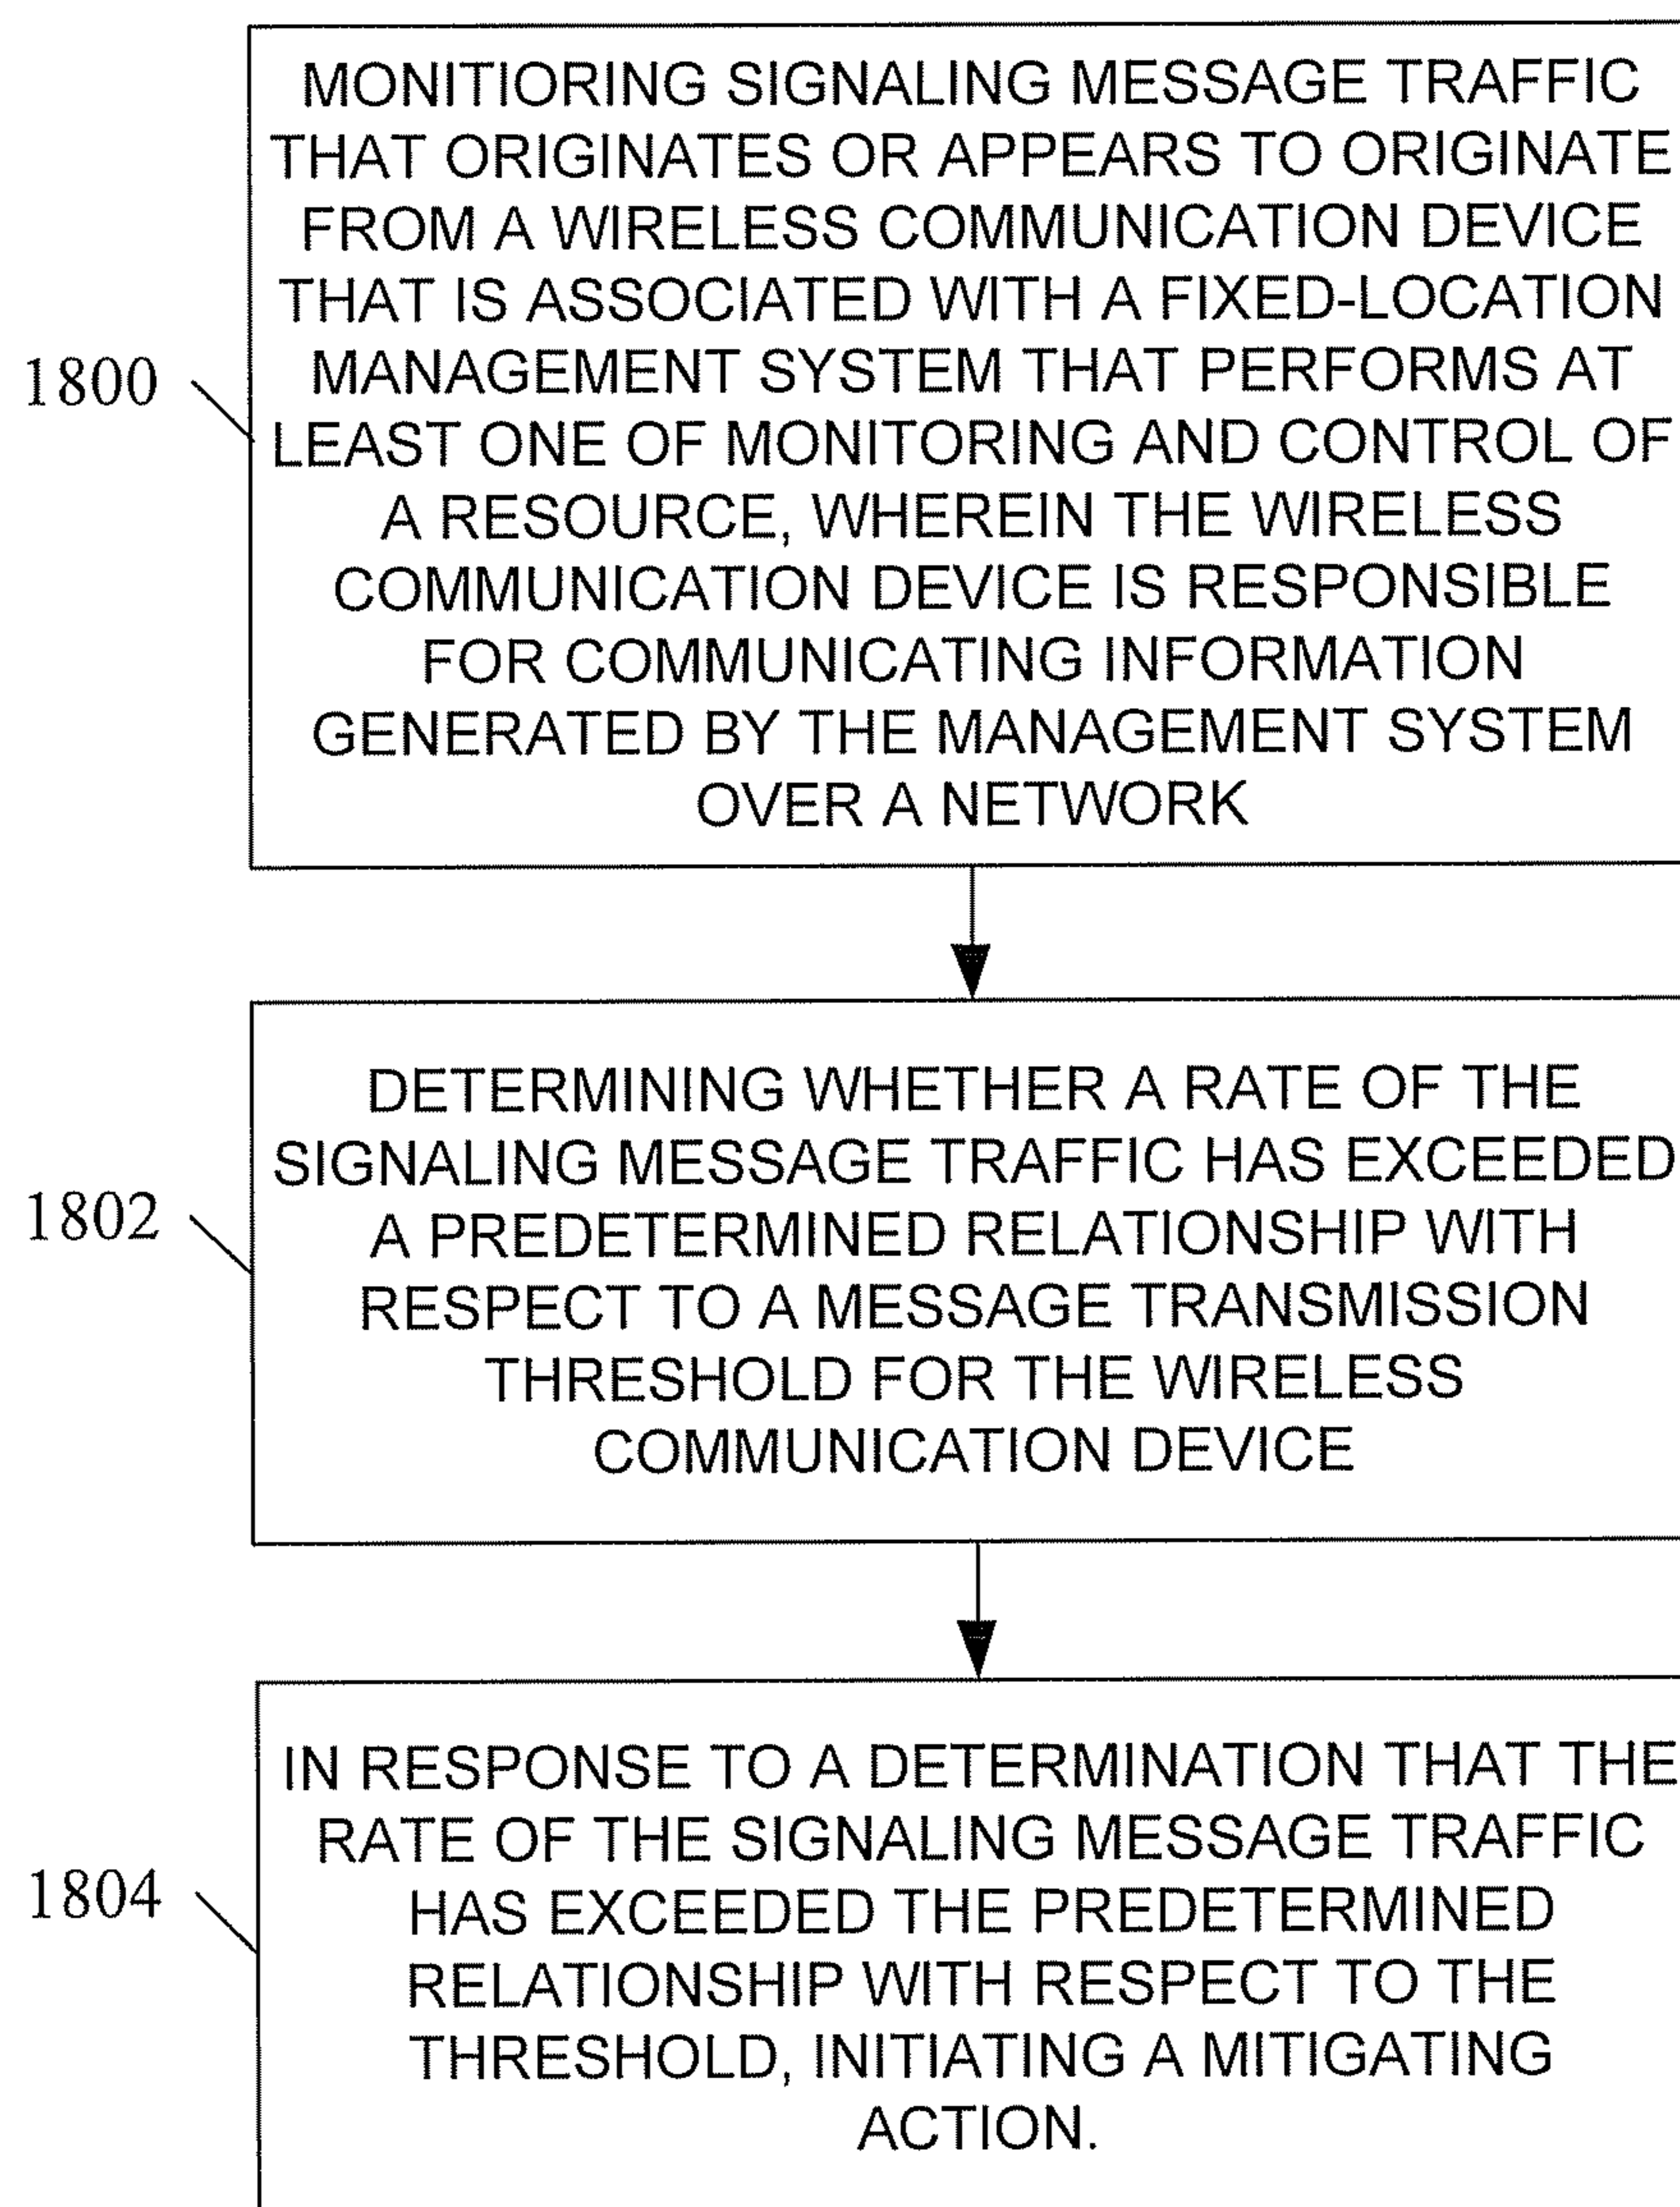 MONITIORING SIGNALING MESSAGE TRAFFIC
THAT ORIGINATES OR APPEARS TO ORIGINATE
FROM A WIRELESS COMMUNICATION DEVICE
THAT IS ASSOCIATED WITH A FIXED-LOCATION
MANAGEMENT SYSTEM THAT PERFORMS AT
LEAST ONE OF MONITORING AND CONTROL OF
A RESOURCE, WHEREIN THE WIRELESS
COMMUNICATION DEVICE IS RESPONSIBLE
FOR COMMUNICATING INFORMATION
GENERATED BY THE MANAGEMENT SYSTEM
OVER A NETWORK
1800
DETERMINING WHETHER A RATE OF THE
SIGNALING MESSAGE TRAFFIC HAS EXCEEDED
A PREDETERMINED RELATIONSHIP WITH
RESPECT TO A MESSAGE TRANSMISSION
THRESHOLD FOR THE WIRELESS
COMMUNICATION DEVICE
1802
IN RESPONSE TO A DETERMINATION THAT THE
RATE OF THE SIGNALING MESSAGE TRAFFIC
HAS EXCEEDED THE PREDETERMINED
RELATIONSHIP WITH RESPECT TO THE
THRESHOLD, INITIATING A MITIGATING
ACTION.
1804